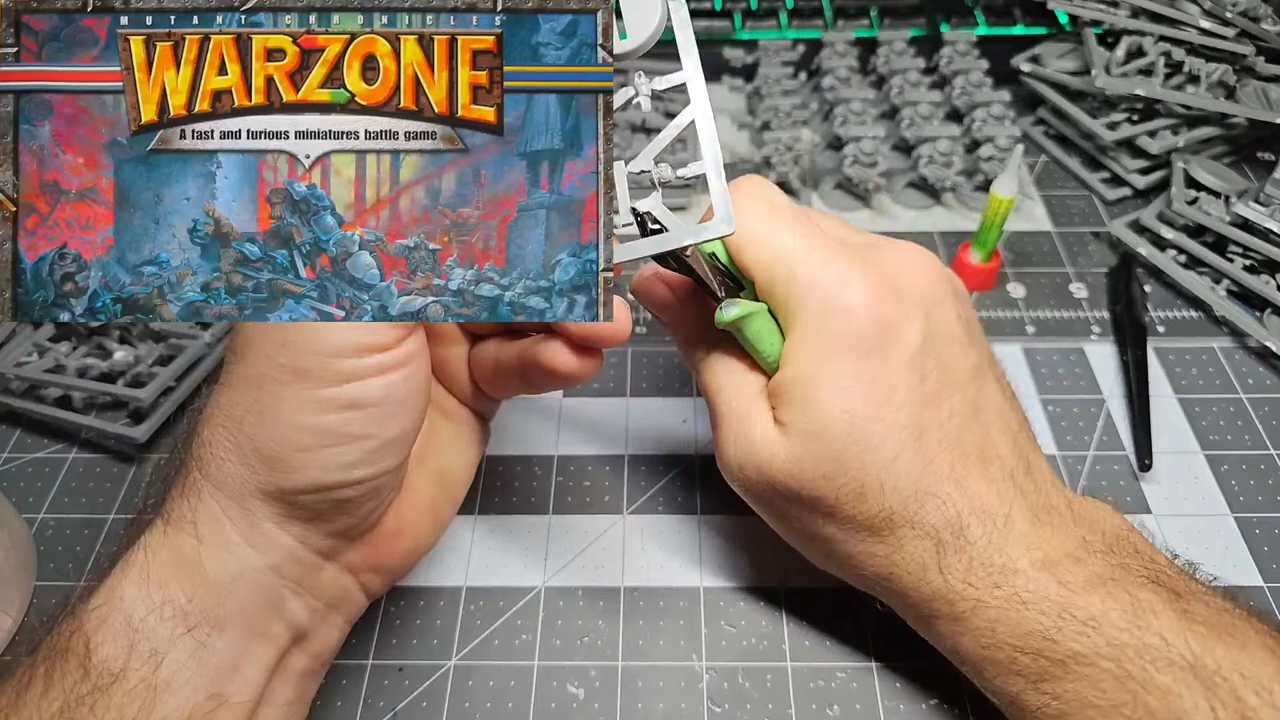 MUTANT CHRONICLES
WARZONE
A fast and furious miniatures battle game